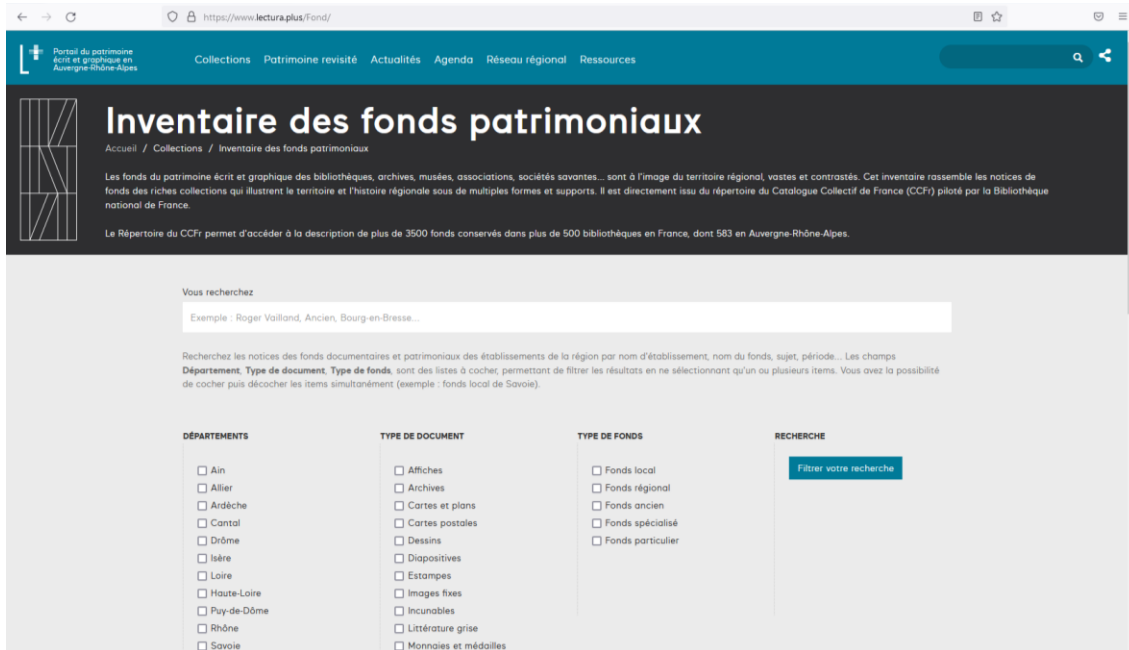 https://www.lectura.plus/Fond/
Portail du patrimoine
écrit et graphique en
Auvergne-Rhône-Alpes
Collections Patrimoine revisité Actualités Agenda Réseau régional Ressources
Inventaire des fonds patrimoniaux
Accueil / Collections / Inventaire des fonds patrimoniaux
Les fonds du patrimoine écrit et graphique des bibliothèques, archives, musées, associations, sociétés savantes... sont à l'image du territoire régional, vastes et contrastés. Cet inventaire rassemble les notices de
fonds des riches collections qui illustrent le territoire et l'histoire régionale sous de multiples formes et supports. Il est directement issu du répertoire du Catalogue Collectif de France (CCFr) piloté par la Bibliothèque
national de France.
Le Répertoire du CCFr permet d'accéder à la description de plus de 3500 fonds conservés dans plus de 500 bibliothèques en France, dont 583 en Auvergne-Rhône-Alpes.
Vous recherchez
Exemple : Roger Vailland, Ancien, Bourg-en-Bresse...
Recherchez les notices des fonds documentaires et patrimoniaux des établissements de la région par nom d'établissement, nom du fonds, sujet, période... Les champs
Département, Type de document, Type de fonds, sont des listes à cocher, permettant de filtrer les résultats en ne sélectionnant qu'un ou plusieurs items. Vous avez la possibilité
de cocher puis décocher les items simultanément (exemple : fonds local de Savoie).
DÉPARTEMENTS
Ain
Allier
Ardèche
Cantal
Drôme
Isère
Loire
Haute-Loire
Puy-de-Dôme
Rhône
Savoie
TYPE DE DOCUMENT
Affiches
Archives
Cartes et plans
Cartes postales
Dessins
Diapositives
Estampes
Images fixes
Incunables
Littérature grise
Monnaies et médailles
TYPE DE FONDS
Fonds local
Fonds régional
Fonds ancien
Fonds spécialisé
Fonds particulier
RECHERCHE
Filtrer votre recherche